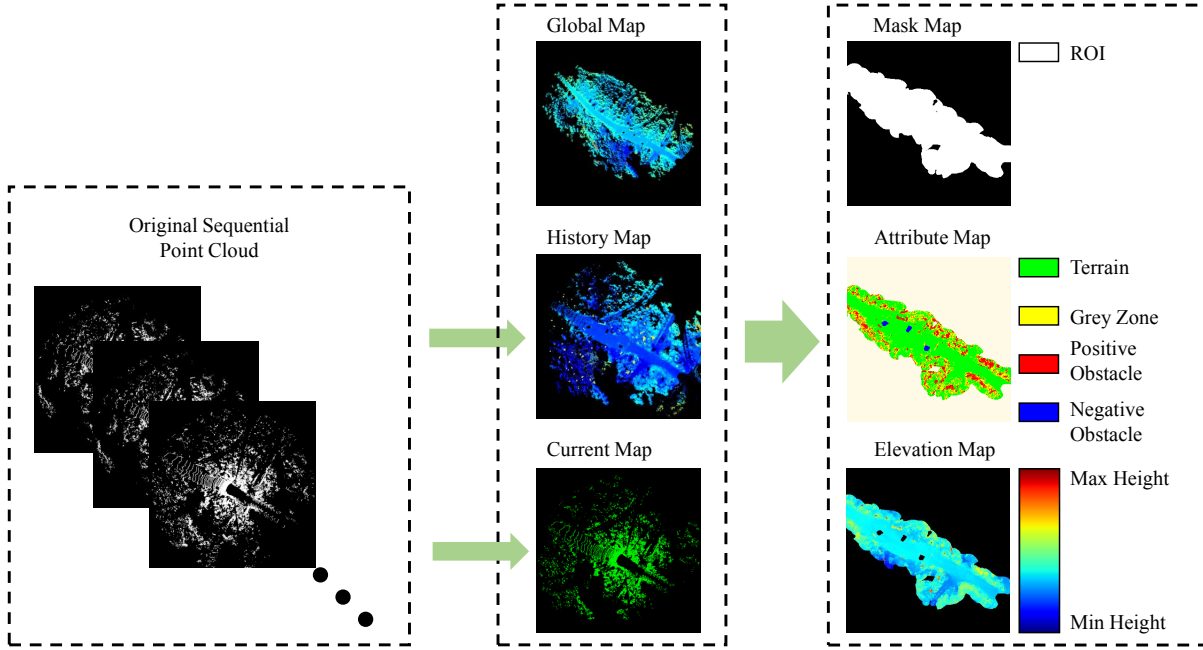 Original Sequential
Point Cloud
Global Map
History Map
Current Map
Mask Map
ROI
Attribute Map
Terrain
Grey Zone
Positive
Obstacle
Negative
Obstacle
Elevation Map
Max Height
Min Height